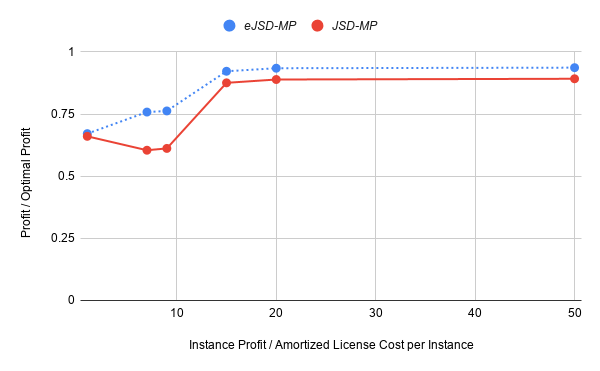 eJSD-MP JSD-MP
1
0.75
0.5
0.25
0
10 20 30 40 50
Profit / Optimal Profit
Instance Profit / Amortized License Cost per Instance